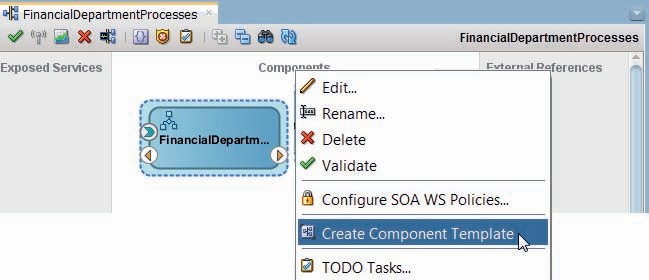 FinancialDepartmentProcesses
FinancialDepartmentProcesses
Exposed Services
Components
External References
FinancialDepartm...
Edit...
Rename...
Delete
Validate
Configure SOA WS Policies...
Create Component Template
TODO Tasks...